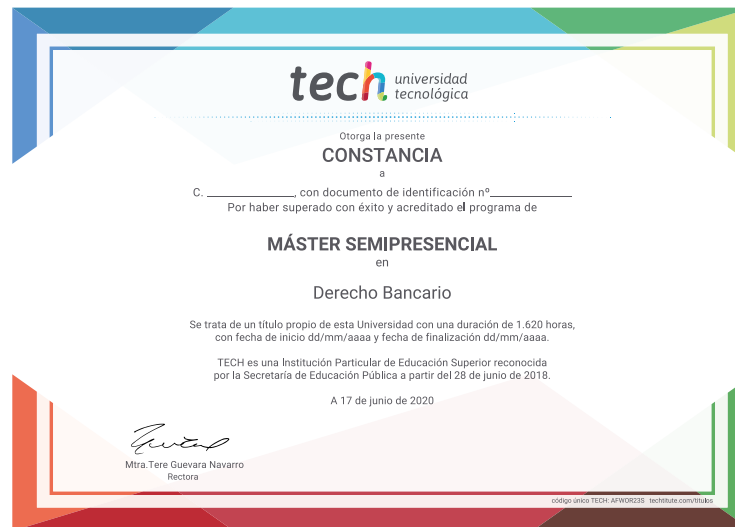 tech universidad
tecnológica
Otorga la presente
CONSTANCIA
a
C. ______________, con documento de identificación nº______________
Por haber superado con éxito y acreditado el programa de
MÁSTER SEMIPRESENCIAL
en
Derecho Bancario
Se trata de un título propio de esta Universidad con una duración de 1.620 horas,
con fecha de inicio dd/mm/aaaa y fecha de finalización dd/mm/aaaa.
TECH es una Institución Particular de Educación Superior reconocida
por la Secretaría de Educación Pública a partir del 28 de junio de 2018.
A 17 de junio de 2020
Mtra.Tere Guevara Navarro
Rectora
código único TECH: AFWOR23S techtitute.com/titulos